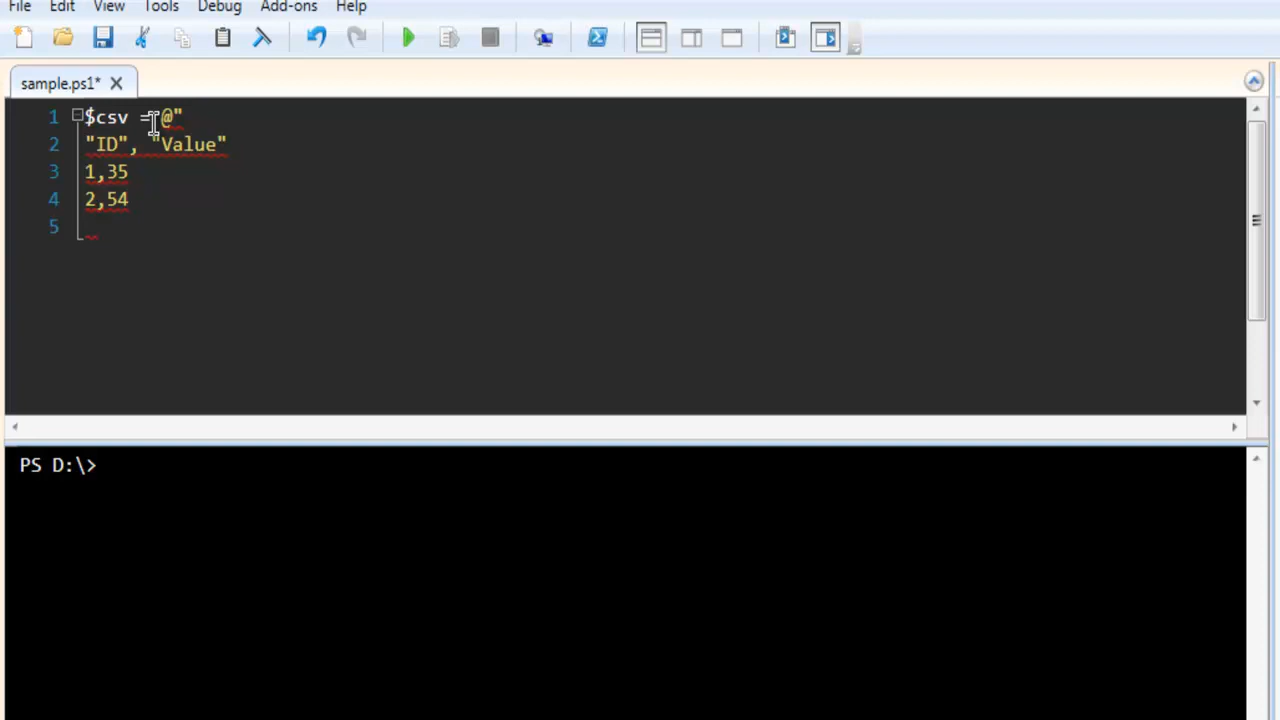 File Edit View Tools Debug Add-ons Help
sample.ps1*
1 $csv = @"
2 "ID", "Value"
3 1,35
4 2,54
5
PS D:\>